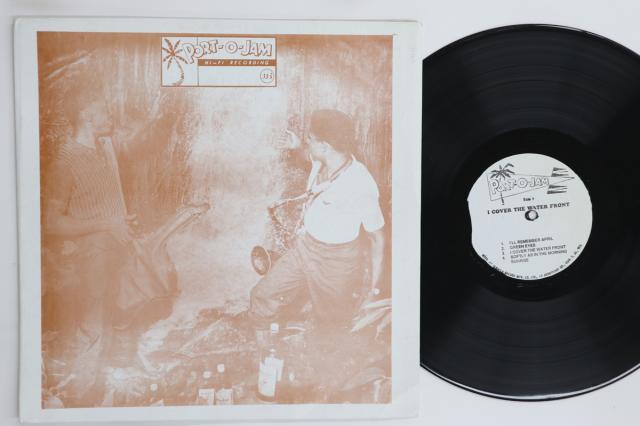 PORT-O-JAM
HI-FI RECORDING
PORT-O-JAM
Side 1
I COVER THE WATER FRONT
1. I'LL REMEMBER APRIL
2. GREEN EYES
3. I COVER THE WATER FRONT
4. SOFTLY AS IN THE MORNING
SUNRISE